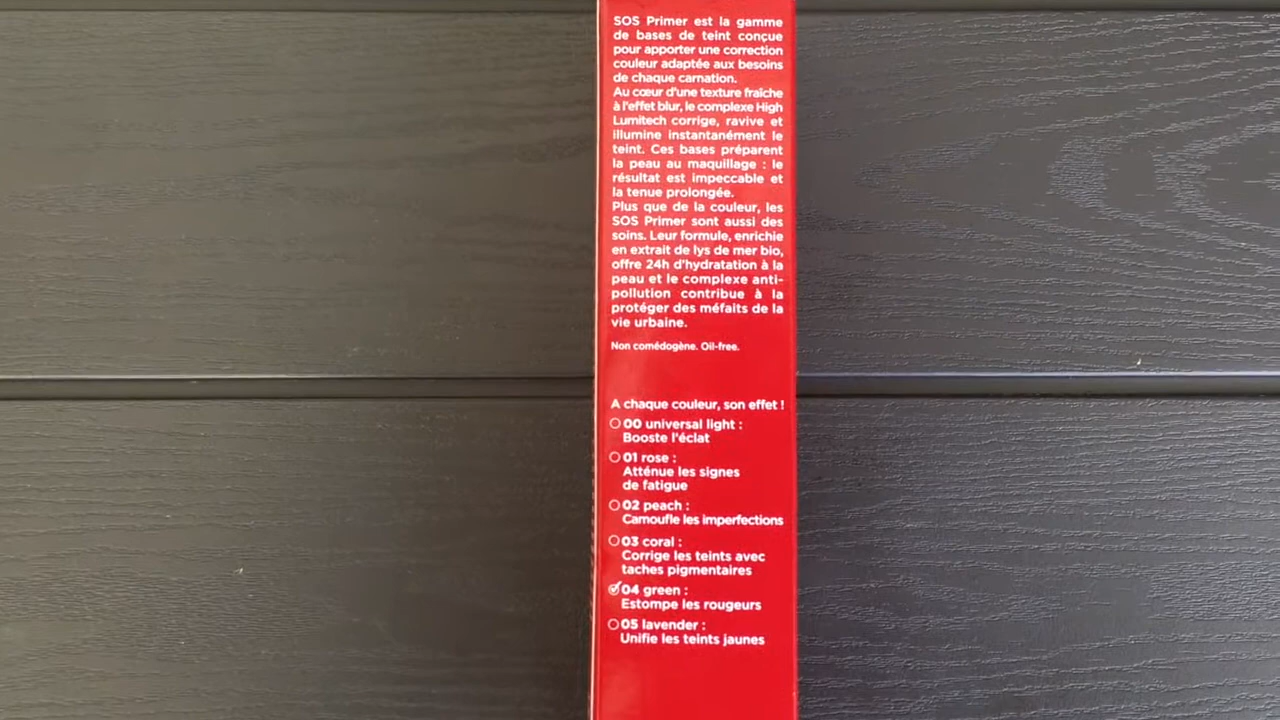 SOS Primer est la gamme
de bases de teint conçue
pour apporter une correction
couleur adaptée aux besoins
de chaque carnation.
Au cœur d'une texture fraîche
à l'effet blur, le complexe High
Lumitech corrige, ravive et
illumine instantanément le
teint. Ces bases préparent
la peau au maquillage : le
résultat est impeccable et
la tenue prolongée.
Plus que de la couleur, les
SOS Primer sont aussi des
soins. Leur formule, enrichie
en extrait de lys de mer bio,
offre 24h d'hydratation à la
peau et le complexe anti-
pollution contribue à la
protéger des méfaits de la
vie urbaine.
Non comédogène. Oil-free.
A chaque couleur, son effet !
00 universal light :
Booste l'éclat
01 rose :
Atténue les signes
de fatigue
02 peach :
Camoufle les imperfections
03 coral :
Corrige les teints avec
taches pigmentaires
04 green :
Estompe les rougeurs
05 lavender :
Unifie les teints jaunes